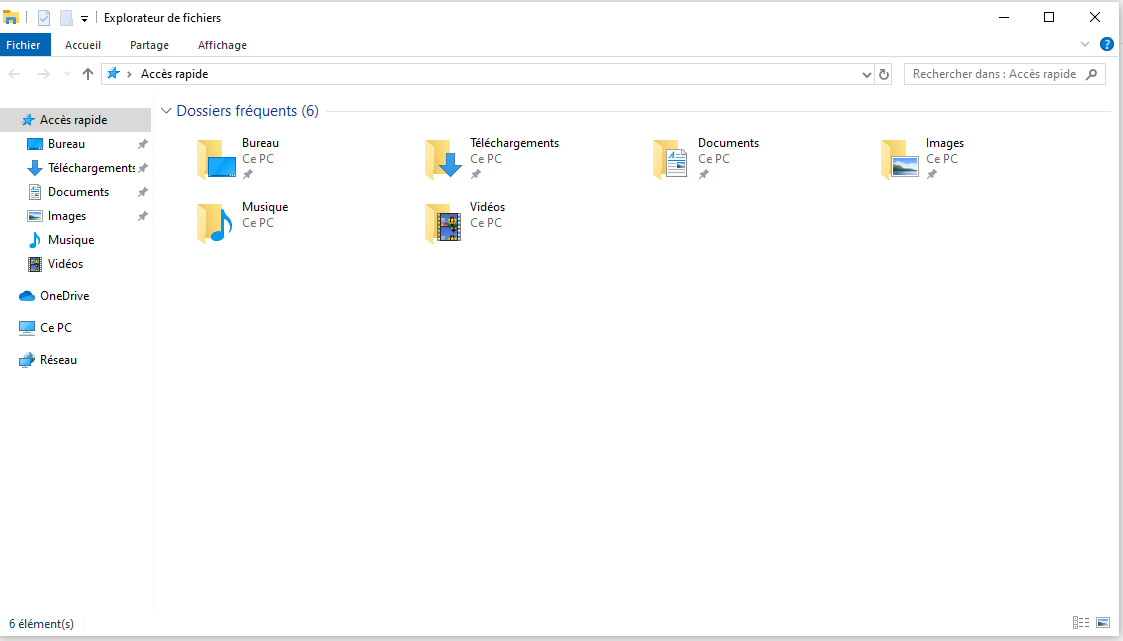 Explorateur de fichiers
Fichier Accueil Partage Affichage
Accès rapide Rechercher dans : Accès rapide
Accès rapide
Bureau
Téléchargements
Documents
Images
Musique
Vidéos
OneDrive
Ce PC
Réseau
Dossiers fréquents (6)
Bureau
Ce PC
Téléchargements
Ce PC
Documents
Ce PC
Images
Ce PC
Musique
Ce PC
Vidéos
Ce PC
6 élément(s)